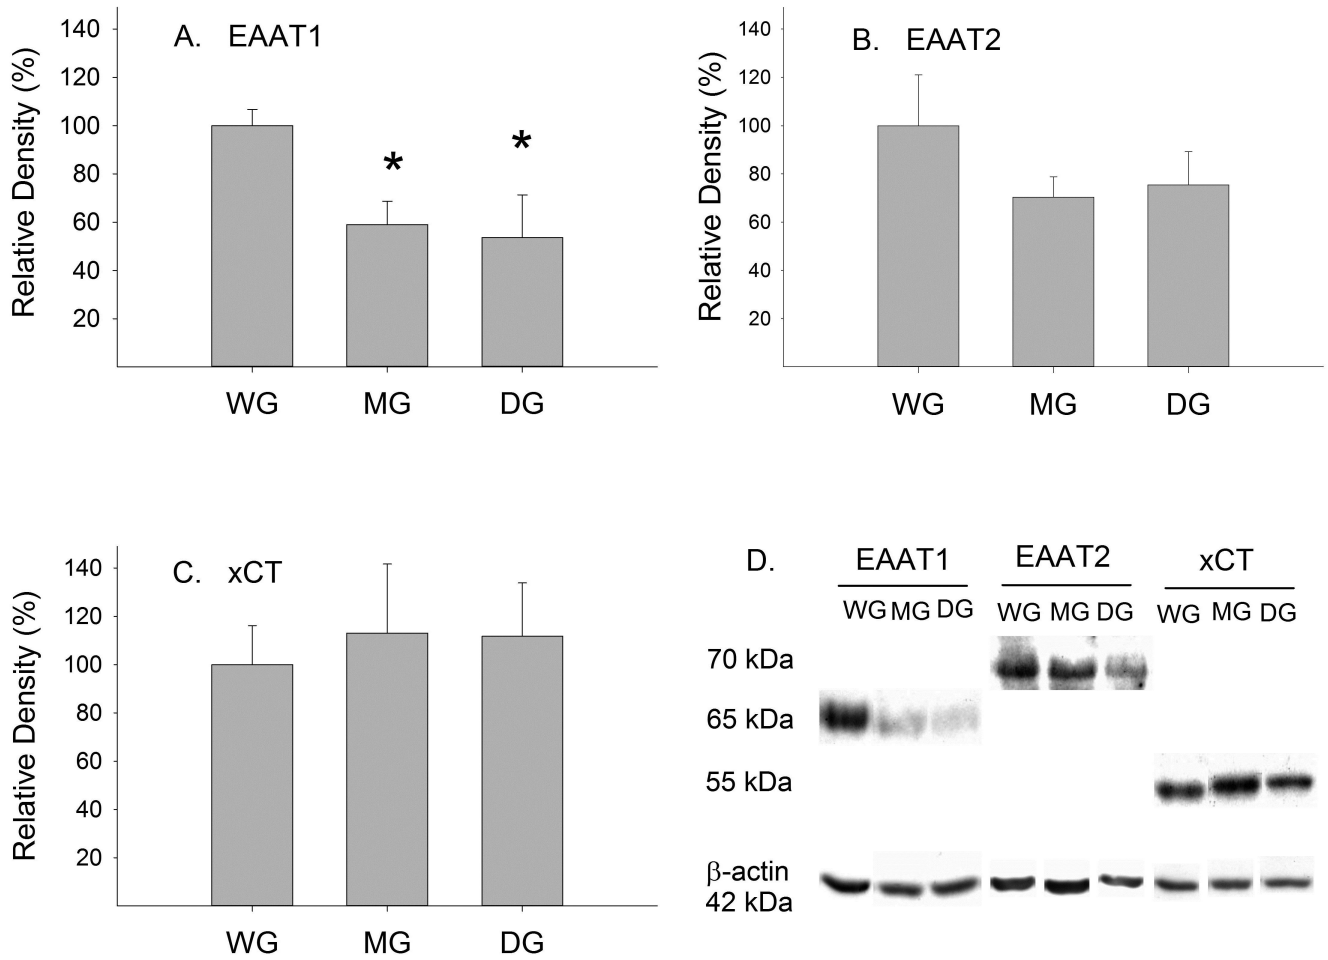 A. EAAT1
Relative Density (%)
140
120
100
80
60
40
20
*
*
WG MG DG
B. EAAT2
Relative Density (%)
140
120
100
80
60
40
20
WG MG DG
C. xCT
Relative Density (%)
140
120
100
80
60
40
20
WG MG DG
D. EAAT1 EAAT2 xCT
WG MG DG WG MG DG WG MG DG
70 kDa
65 kDa
55 kDa
β-actin
42 kDa